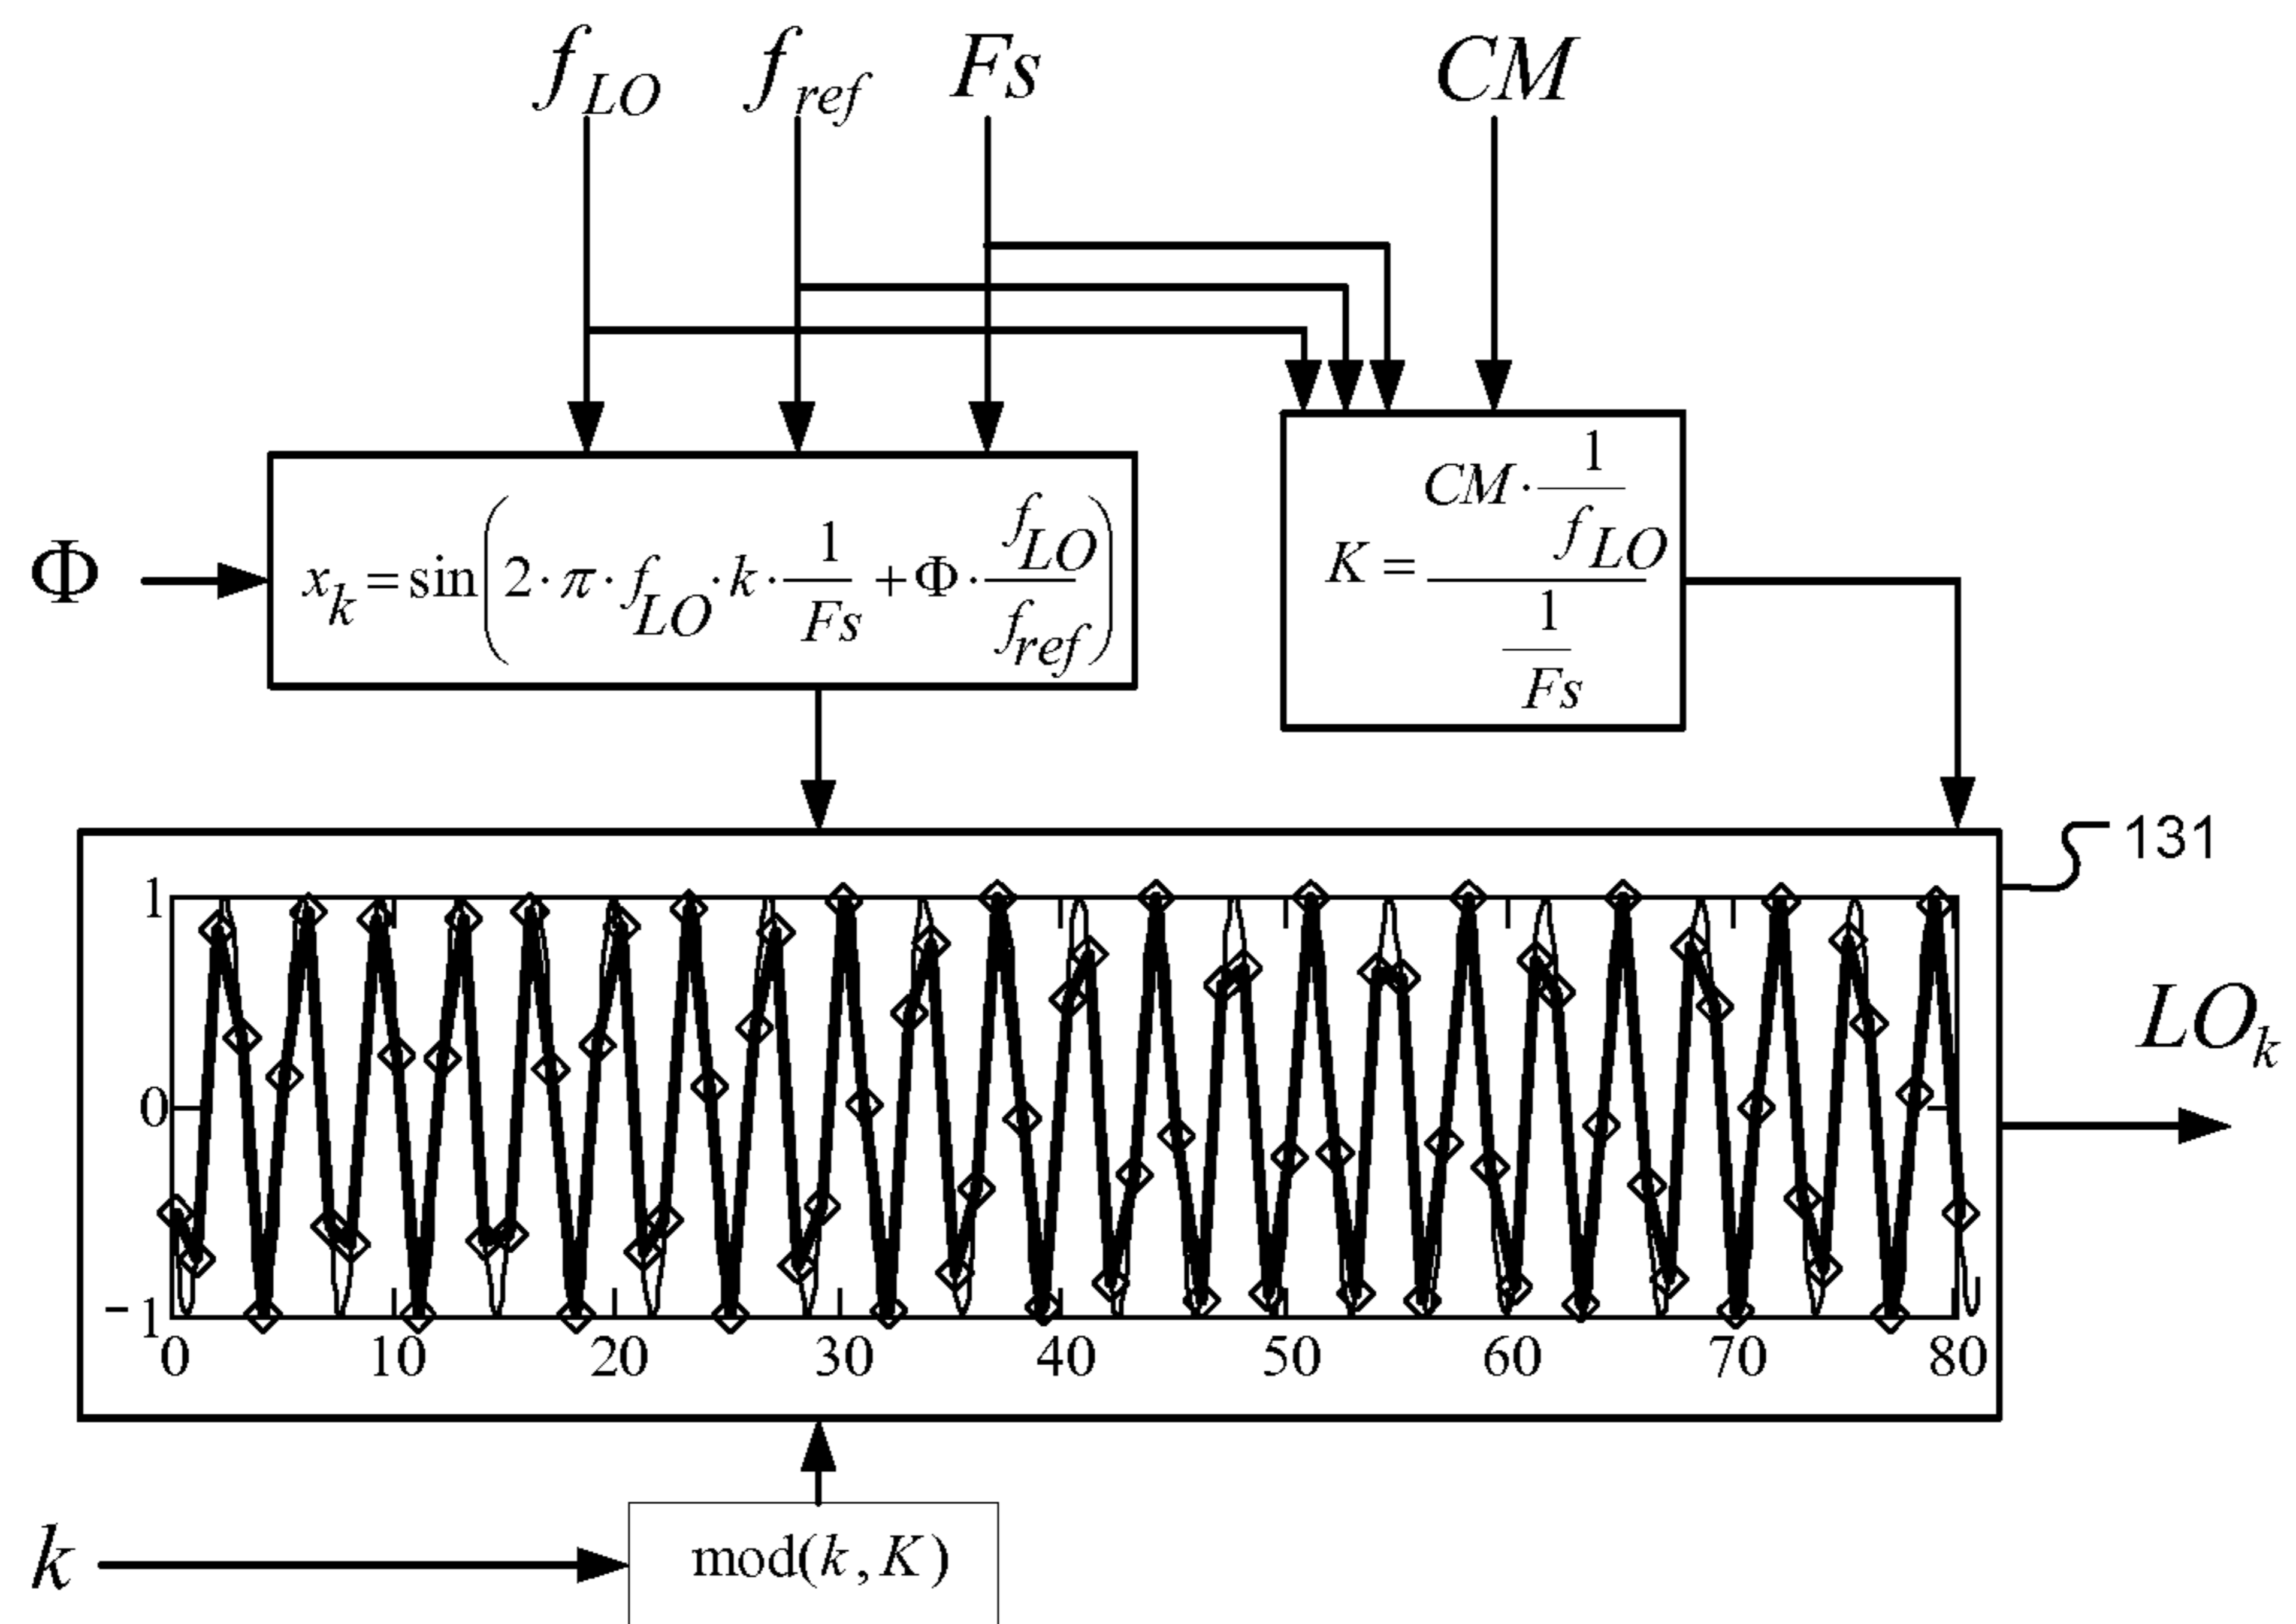 f_LO f_ref Fs CM
Φ
x_k = sin(2 · π · f_LO · k · 1/Fs + Φ · f_LO/f_ref)
K = (CM · 1/f_LO)/(1/Fs)
131
1
0
−1
0 10 20 30 40 50 60 70 80
LO_k
k
mod(k, K)